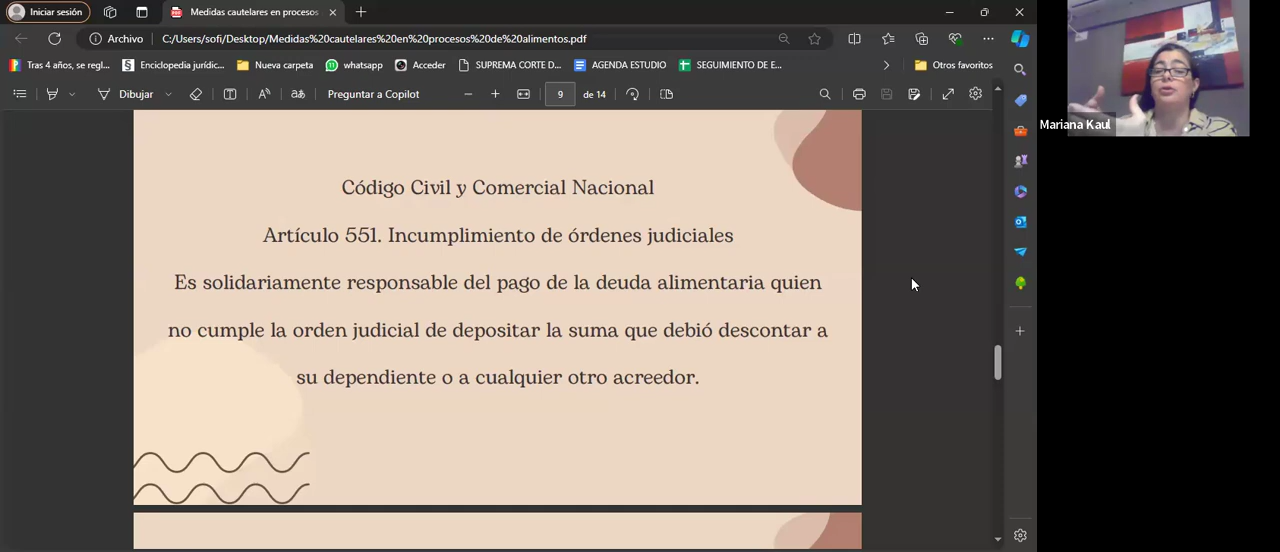 Iniciar sesión
Medidas cautelares en procesos
Archivo
C:/Users/sofi/Desktop/Medidas%20cautelares%20en%20procesos%20de%20alimentos.pdf
Tras 4 años, se regl...
Enciclopedia jurídic...
Nueva carpeta
whatsapp
Acceder
SUPREMA CORTE D...
AGENDA ESTUDIO
SEGUIMIENTO DE E...
Otros favoritos
Dibujar
Preguntar a Copilot
9 de 14
Código Civil y Comercial Nacional
Artículo 551. Incumplimiento de órdenes judiciales
Es solidariamente responsable del pago de la deuda alimentaria quien
no cumple la orden judicial de depositar la suma que debió descontar a
su dependiente o a cualquier otro acreedor.
Mariana Kaul